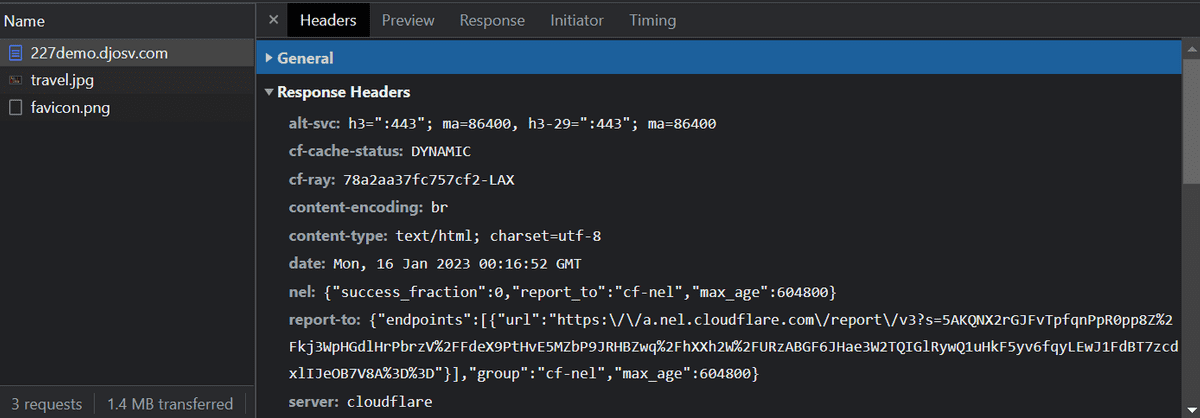 Name
227demo.djosv.com
travel.jpg
favicon.png
3 requests 1.4 MB transferred
× Headers Preview Response Initiator Timing
General
Response Headers
alt-svc: h3=":443"; ma=86400, h3-29=":443"; ma=86400
cf-cache-status: DYNAMIC
cf-ray: 78a2aa37fc757cf2-LAX
content-encoding: br
content-type: text/html; charset=utf-8
date: Mon, 16 Jan 2023 00:16:52 GMT
nel: {"success_fraction":0,"report_to":"cf-nel","max_age":604800}
report-to: {"endpoints":[{"url":"https:\/\/a.nel.cloudflare.com\/report\/v3?s=5AKQNX2rGJFvTpfqnPpR0pp8Z%2
Fkj3WpHGdlHrPbrzV%2FFdeX9PtHvE5MZbP9JRHBZwq%2FhXXh2W%2FURzABGF6JHae3W2TQIGlRywQ1uHkF5yv6fqyLEwJ1FdBT7zcd
xlIJeOB7V8A%3D%3D"}],"group":"cf-nel","max_age":604800}
server: cloudflare